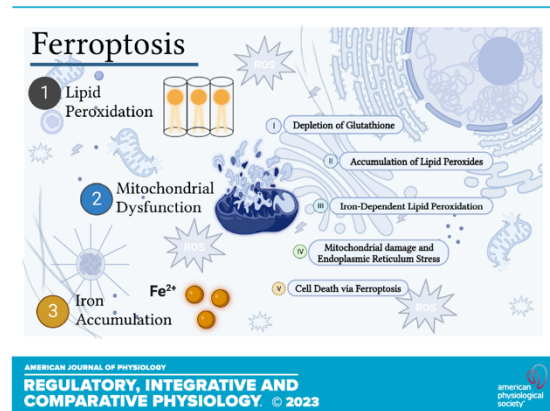 Ferroptosis
ROS
1
Lipid
Peroxidation
I
Depletion of Glutathione
II
Accumulation of Lipid Peroxides
2
Mitochondrial
Dysfunction
III
Iron-Dependent Lipid Peroxidation
ROS
IV
Mitochondrial damage and
Endoplasmic Reticulum Stress
Fe²⁺
V
Cell Death via Ferroptosis
3
Iron
Accumulation
ROS
AMERICAN JOURNAL OF PHYSIOLOGY
REGULATORY, INTEGRATIVE AND
COMPARATIVE PHYSIOLOGY. © 2023
american
physiological
society®